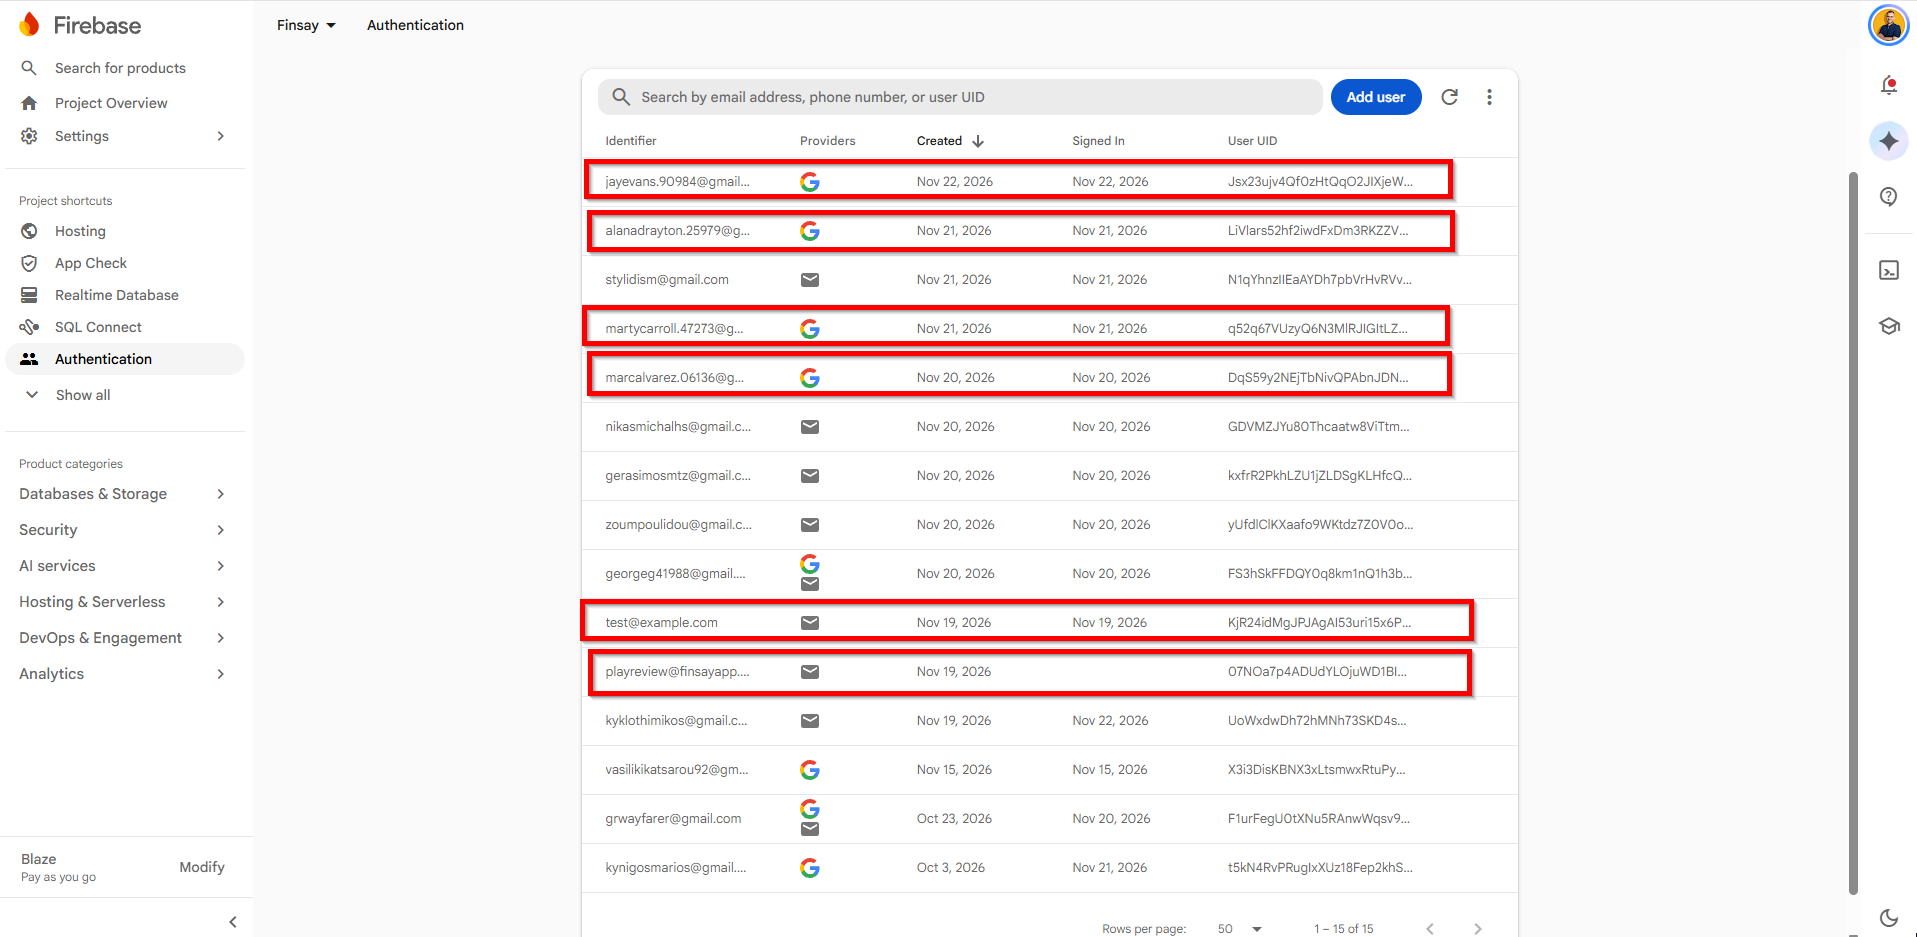 Firebase
Search for products
Project Overview
Settings
Project shortcuts
Hosting
App Check
Realtime Database
SQL Connect
Authentication
Show all
Product categories
Databases & Storage
Security
AI services
Hosting & Serverless
DevOps & Engagement
Analytics
Blaze
Pay as you go
Modify
Finsay Authentication
Search by email address, phone number, or user UID
Add user
Identifier Providers Created Signed In User UID
jayevans.90984@gmail... Nov 22, 2026 Nov 22, 2026 Jsx23ujv4Qf0zHtQqO2JIXjeW...
alanadrayton.25979@g... Nov 21, 2026 Nov 21, 2026 LiVlars52hf2iwdFxDm3RKZZV...
stylidism@gmail.com Nov 21, 2026 Nov 21, 2026 N1qYhnzIIEaAYDh7pbVrHvRVv...
martycarroll.47273@g... Nov 21, 2026 Nov 21, 2026 q52q67VUzyQ6N3MlRJIGItLZ...
marcalvarez.06136@g... Nov 20, 2026 Nov 20, 2026 DqS59y2NEjTbNivQPAbnJDN...
nikasmichalhs@gmail.c... Nov 20, 2026 Nov 20, 2026 GDVMZJYu80Thcaatw8ViTtm...
gerasimosmtz@gmail.c... Nov 20, 2026 Nov 20, 2026 kxfrR2PkhLZU1jZLDSgKLHfcQ...
zoumpoulidou@gmail.c... Nov 20, 2026 Nov 20, 2026 yUfdlClKXaafo9WKtdz7Z0V0o...
georgeg41988@gmail.... Nov 20, 2026 Nov 20, 2026 FS3hSkFFDQY0q8km1nQ1h3b...
test@example.com Nov 19, 2026 Nov 19, 2026 KjR24idMgJPJAgAI53uri15x6P...
playreview@finsayapp.... Nov 19, 2026 07NOa7p4ADUdYLOjuWD1BI...
kyklothimikos@gmail.c... Nov 19, 2026 Nov 22, 2026 UoWxdwDh72hMNh73SKD4s...
vasilikikatsarou92@gm... Nov 15, 2026 Nov 15, 2026 X3i3DisKBNX3xLtsmwxRtuPy...
grwayfarer@gmail.com Oct 23, 2026 Nov 20, 2026 F1urFegU0tXNu5RAnwWqsv9...
kynigosmarios@gmail.... Oct 3, 2026 Nov 21, 2026 t5kN4RvPRugIxXUz18Fep2khS...
Rows per page: 50 1 – 15 of 15